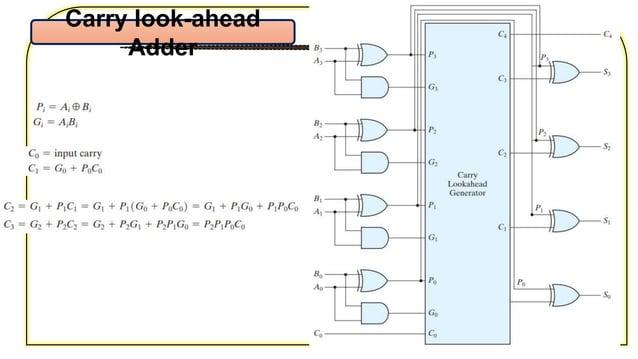 Carry look-ahead
Adder
Pᵢ = Aᵢ ⊕ Bᵢ
Gᵢ = AᵢBᵢ
C₀ = input carry
C₁ = G₀ + P₀C₀
C₂ = G₁ + P₁C₁ = G₁ + P₁(G₀ + P₀C₀) = G₁ + P₁G₀ + P₁P₀C₀
C₃ = G₂ + P₂C₂ = G₂ + P₂G₁ + P₂P₁G₀ = P₂P₁P₀C₀
B₃
A₃
B₂
A₂
B₁
A₁
B₀
A₀
C₀
P₃
G₃
P₂
G₂
P₁
G₁
P₀
G₀
C₀
Carry
Lookahead
Generator
C₄
C₃
C₂
C₁
P₃
P₂
P₁
P₀
C₄
S₃
S₂
S₁
S₀